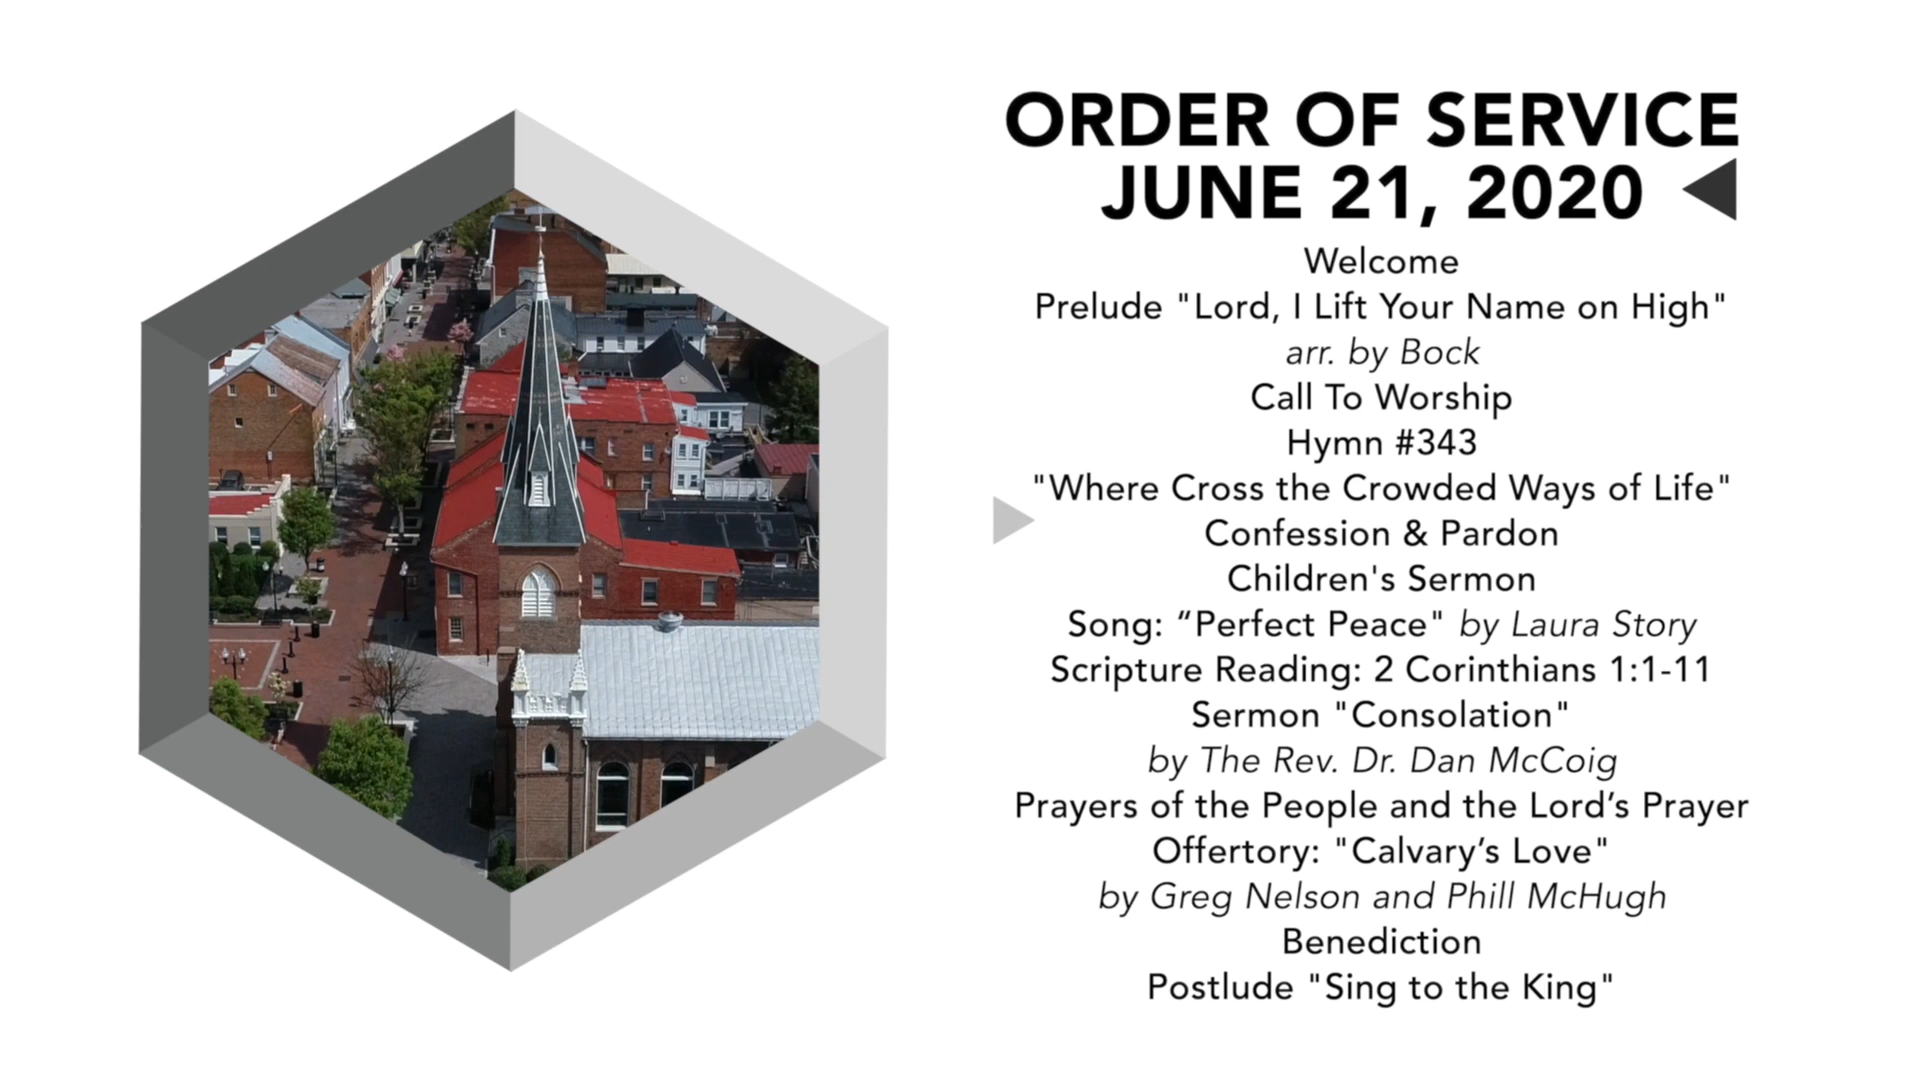 ORDER OF SERVICE
JUNE 21, 2020
Welcome
Prelude "Lord, I Lift Your Name on High"
arr. by Bock
Call To Worship
Hymn #343
"Where Cross the Crowded Ways of Life"
Confession & Pardon
Children's Sermon
Song: “Perfect Peace" by Laura Story
Scripture Reading: 2 Corinthians 1:1-11
Sermon "Consolation"
by The Rev. Dr. Dan McCoig
Prayers of the People and the Lord’s Prayer
Offertory: "Calvary’s Love"
by Greg Nelson and Phill McHugh
Benediction
Postlude "Sing to the King"